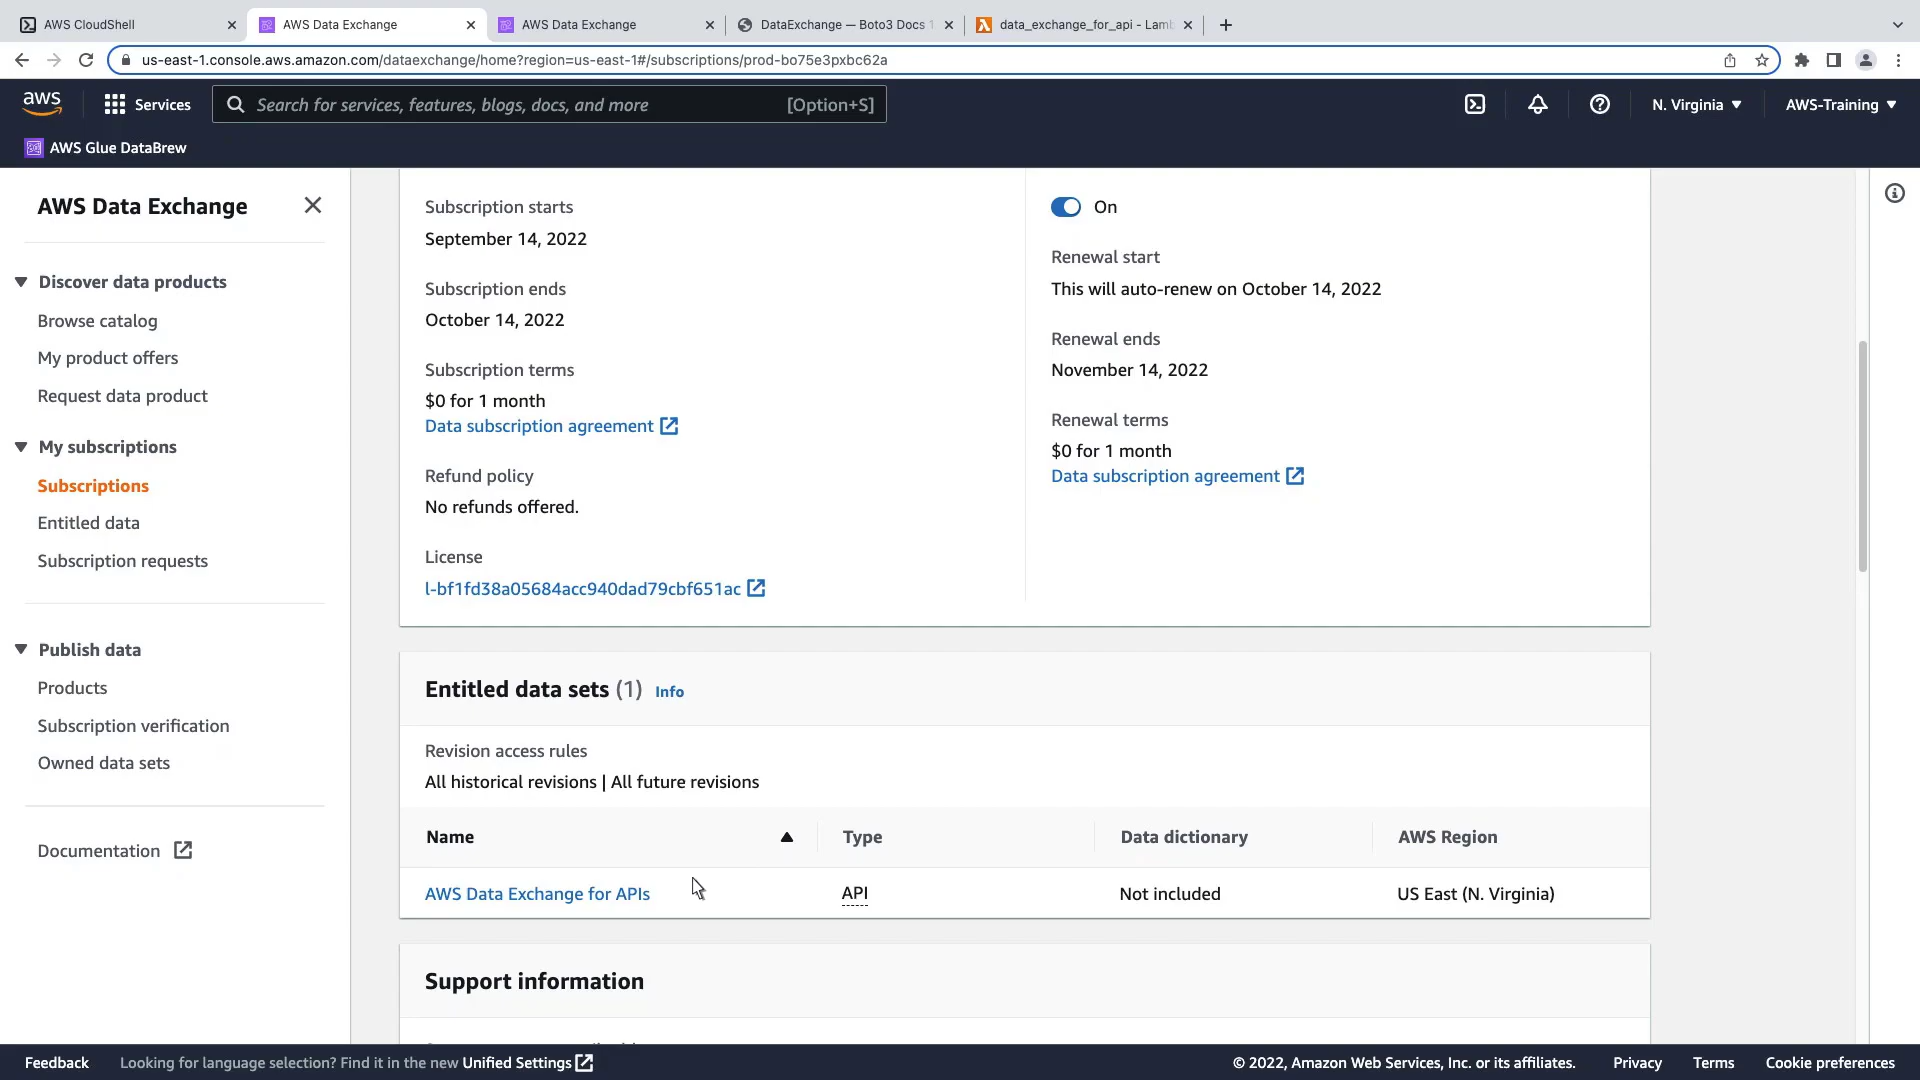 AWS CloudShell
AWS Data Exchange
AWS Data Exchange
DataExchange — Boto3 Docs 1
data_exchange_for_api - Lamb
us-east-1.console.aws.amazon.com/dataexchange/home?region=us-east-1#/subscriptions/prod-bo75e3pxbc62a
aws
Services
Search for services, features, blogs, docs, and more
[Option+S]
N. Virginia
AWS-Training
AWS Glue DataBrew
AWS Data Exchange
Discover data products
Browse catalog
My product offers
Request data product
My subscriptions
Subscriptions
Entitled data
Subscription requests
Publish data
Products
Subscription verification
Owned data sets
Documentation
Subscription starts
September 14, 2022
Subscription ends
October 14, 2022
Subscription terms
$0 for 1 month
Data subscription agreement
Refund policy
No refunds offered.
License
l-bf1fd38a05684acc940dad79cbf651ac
On
Renewal start
This will auto-renew on October 14, 2022
Renewal ends
November 14, 2022
Renewal terms
$0 for 1 month
Data subscription agreement
Entitled data sets (1) Info
Revision access rules
All historical revisions | All future revisions
Name Type Data dictionary AWS Region
AWS Data Exchange for APIs API Not included US East (N. Virginia)
Support information
Feedback
Looking for language selection? Find it in the new Unified Settings
© 2022, Amazon Web Services, Inc. or its affiliates.
Privacy
Terms
Cookie preferences